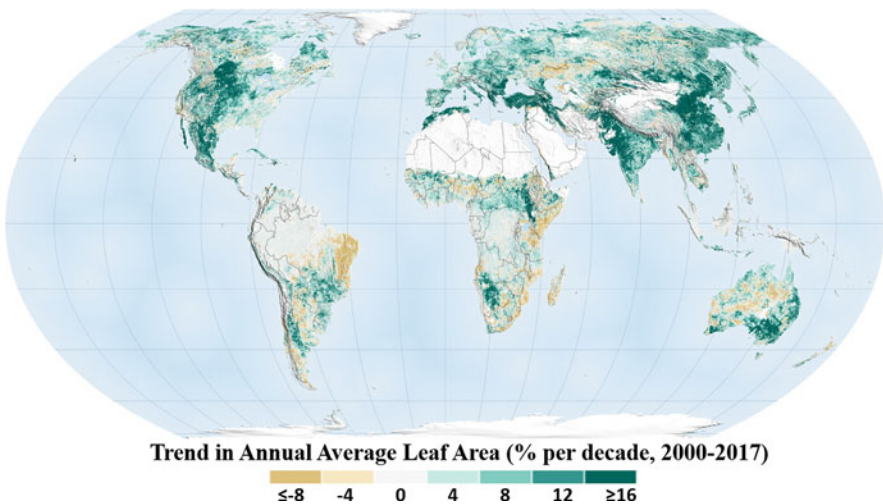 Trend in Annual Average Leaf Area (% per decade, 2000-2017)
≤-8 -4 0 4 8 12 ≥16